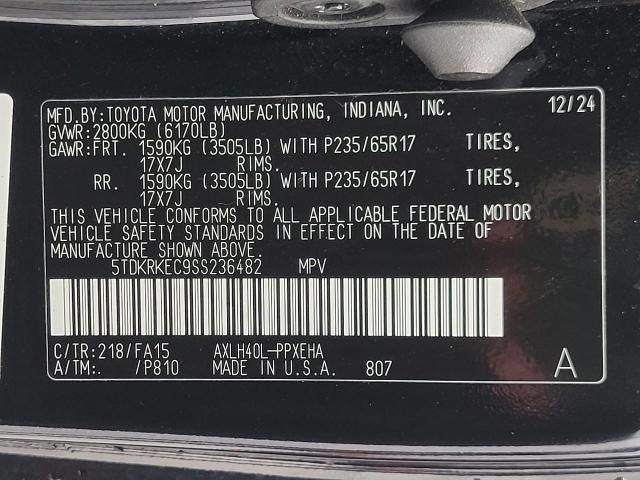 MFD.BY:TOYOTA MOTOR MANUFACTURING, INDIANA, INC. 12/24
GVWR:2800KG (6170LB)
GAWR:FRT. 1590KG (3505LB) WITH P235/65R17 TIRES,
17X7J RIMS.
RR. 1590KG (3505LB) WITH P235/65R17 TIRES,
17X7J RIMS.
THIS VEHICLE CONFORMS TO ALL APPLICABLE FEDERAL MOTOR
VEHICLE SAFETY STANDARDS IN EFFECT ON THE DATE OF
MANUFACTURE SHOWN ABOVE.
5TDKRKEC9SS236482 MPV
C/TR:218/FA15 AXLH40L-PPXEHA
A/TM:. /P810 MADE IN U.S.A. 807 A